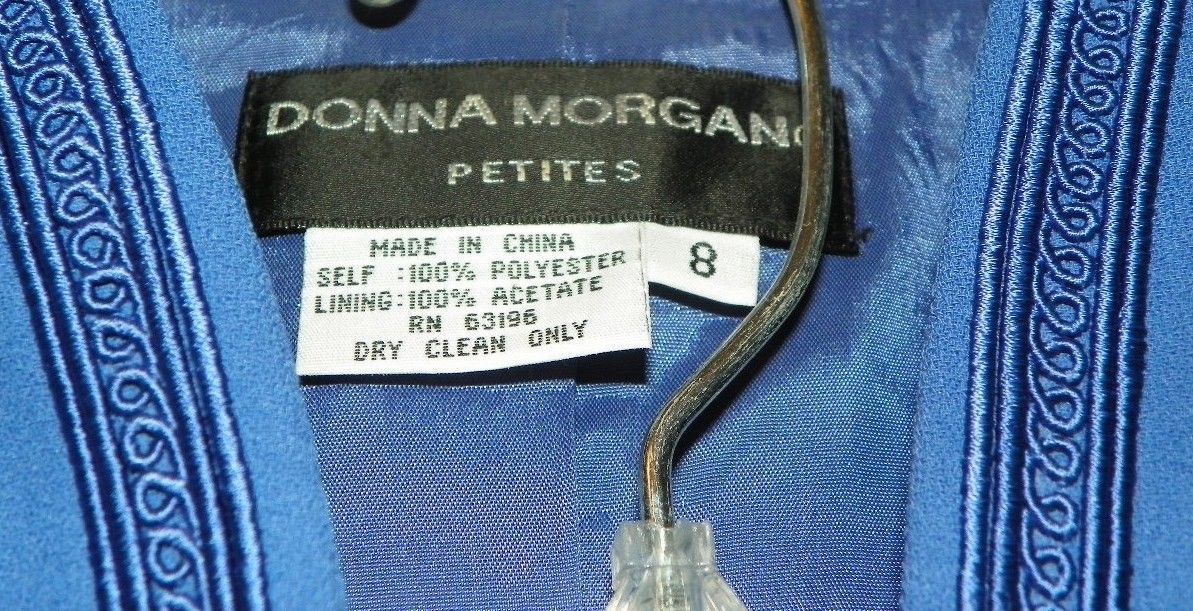 DONNA MORGAN
PETITES
MADE IN CHINA
SELF :100% POLYESTER
LINING:100% ACETATE
RN 63196
DRY CLEAN ONLY
8